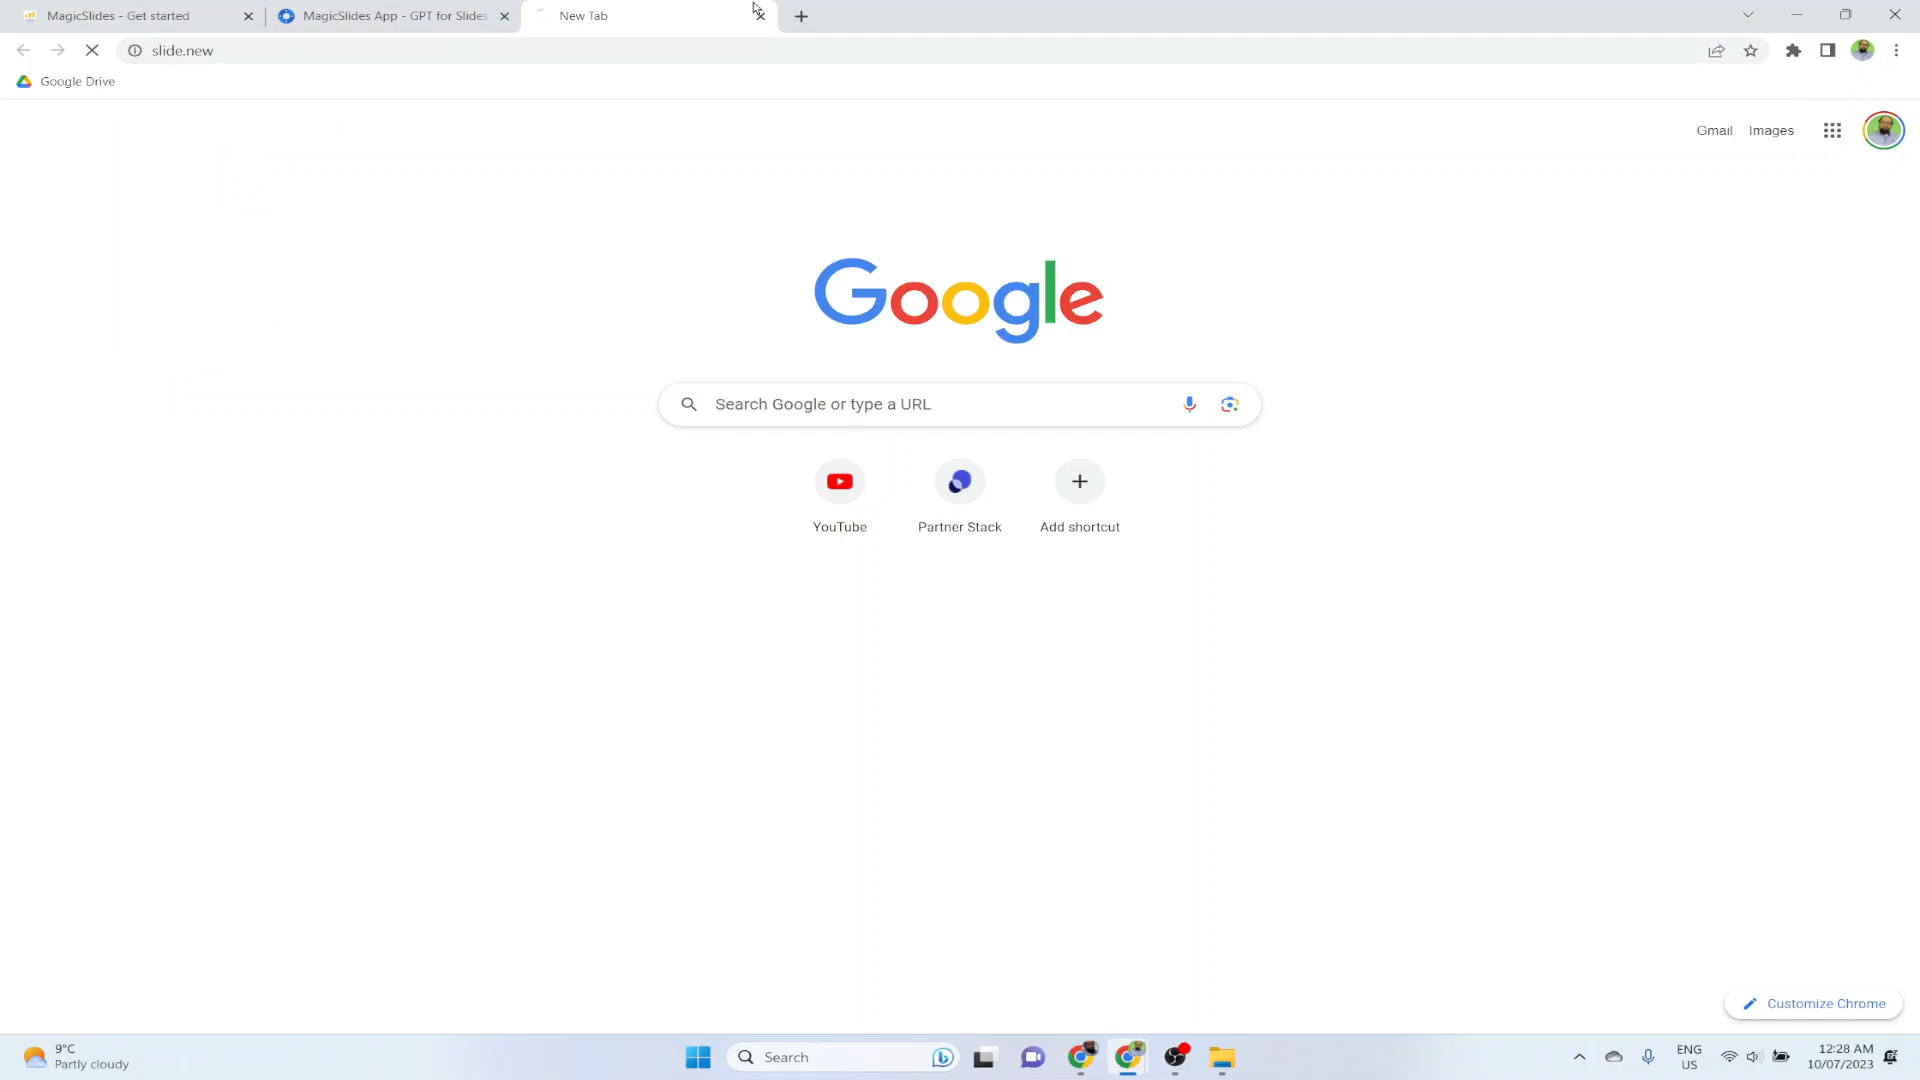 MagicSlides - Get started
MagicSlides App - GPT for Slides
New Tab
slide.new
Google Drive
Gmail
Images
Google
Search Google or type a URL
YouTube
Partner Stack
Add shortcut
Customize Chrome
9°C
Partly cloudy
Search
ENG
US
12:28 AM
10/07/2023